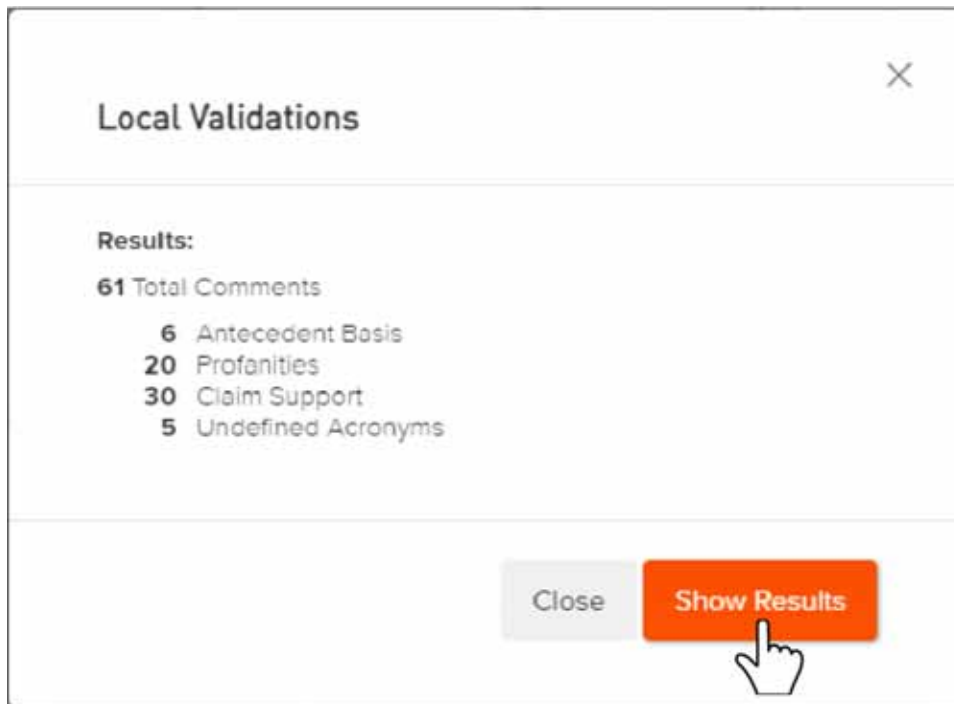 Local Validations
Results:
61 Total Comments
6 Antecedent Basis
20 Profanities
30 Claim Support
5 Undefined Acronyms
Close
Show Results